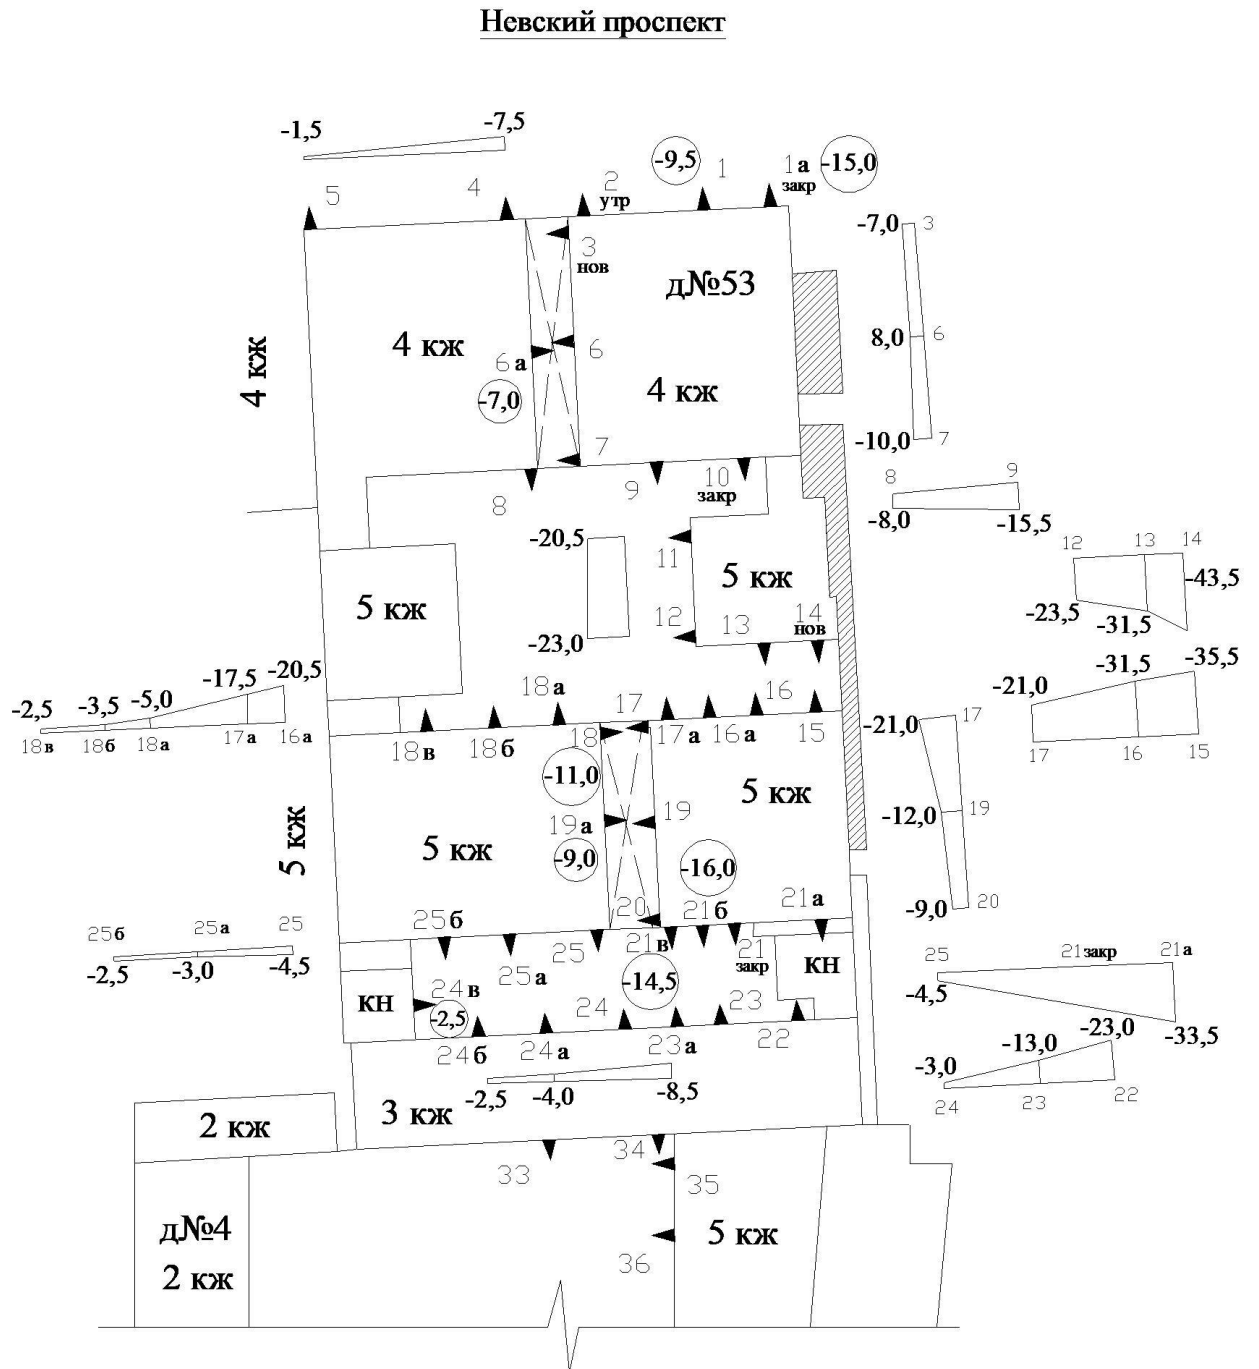 Невский проспект
-1,5
-7,5
-9,5
1
1а
закр
-15,0
5
4
2
утр
3
нов
-7,0
3
д№53
4 кж
4 кж
6а
6
8,0
6
-7,0
4 кж
7
-10,0
7
8
9
10
закр
8
9
-8,0
-15,5
-20,5
11
5 кж
12
13
14
-43,5
5 кж
12
13
14
нов
-23,5
-31,5
-23,0
-2,5
-3,5
-5,0
-17,5
-20,5
18в
18б
18а
17а
16а
18а
17
16
-21,0
-31,5
-35,5
18в
18б
18
17а
16а
15
-21,0
17
17
16
15
-11,0
5 кж
5 кж
19а
19
-12,0
19
5 кж
-9,0
-16,0
20
21б
21а
-9,0
20
25б
25а
25
-2,5
-3,0
-4,5
25б
25а
25
21в
21
закр
кн
25
21закр
21а
-4,5
-33,5
кн
24в
-2,5
-14,5
24
23
24б
24а
23а
22
-3,0
-13,0
-23,0
24
23
22
-2,5
-4,0
-8,5
3 кж
2 кж
33
34
35
36
5 кж
д№4
2 кж